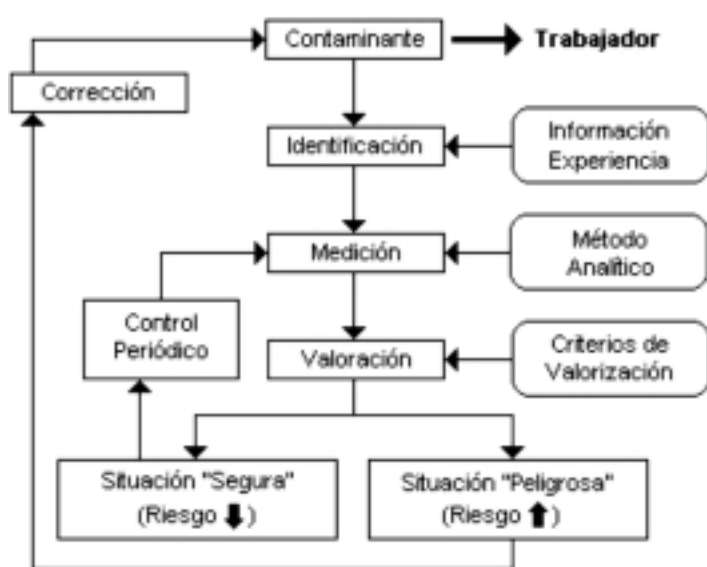 Contaminante
Trabajador
Corrección
Identificación
Información
Experiencia
Medición
Método
Analítico
Control
Periódico
Valoración
Criterios de
Valorización
Situación "Segura"
(Riesgo ⬇)
Situación "Peligrosa"
(Riesgo ⬆)